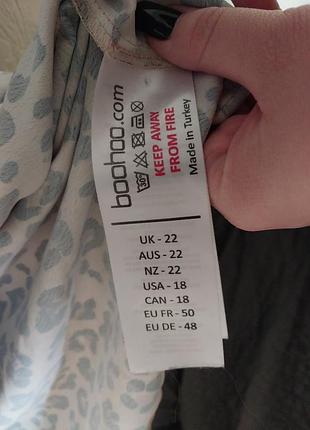 boohoo.com
30°
KEEP AWAY
FROM FIRE
Made in Turkey
UK - 22
AUS - 22
NZ - 22
USA - 18
CAN - 18
EU FR - 50
EU DE - 48